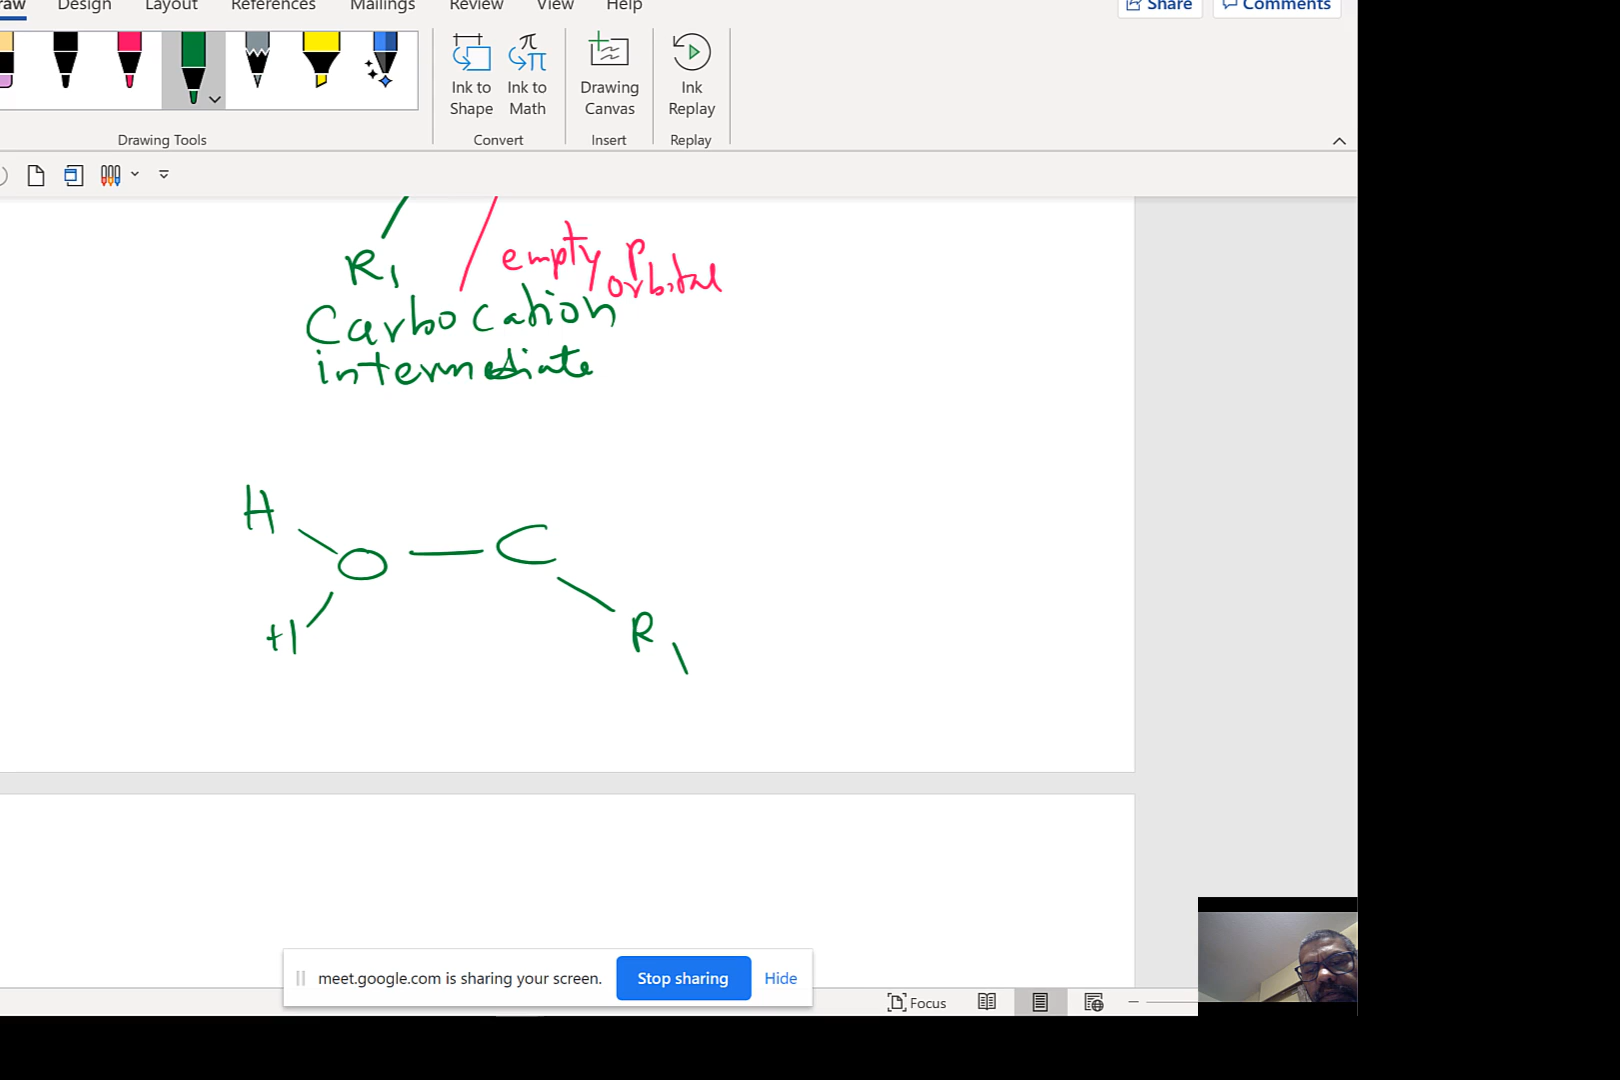 Design Layout References Mailings Review View Help Share Comments
Ink to Shape Ink to Math Drawing Canvas Ink Replay
Drawing Tools Convert Insert Replay
R1
empty p
orbital
Carbocation
intermediate
H
O — C
H
R1
meet.google.com is sharing your screen. Stop sharing Hide
Focus